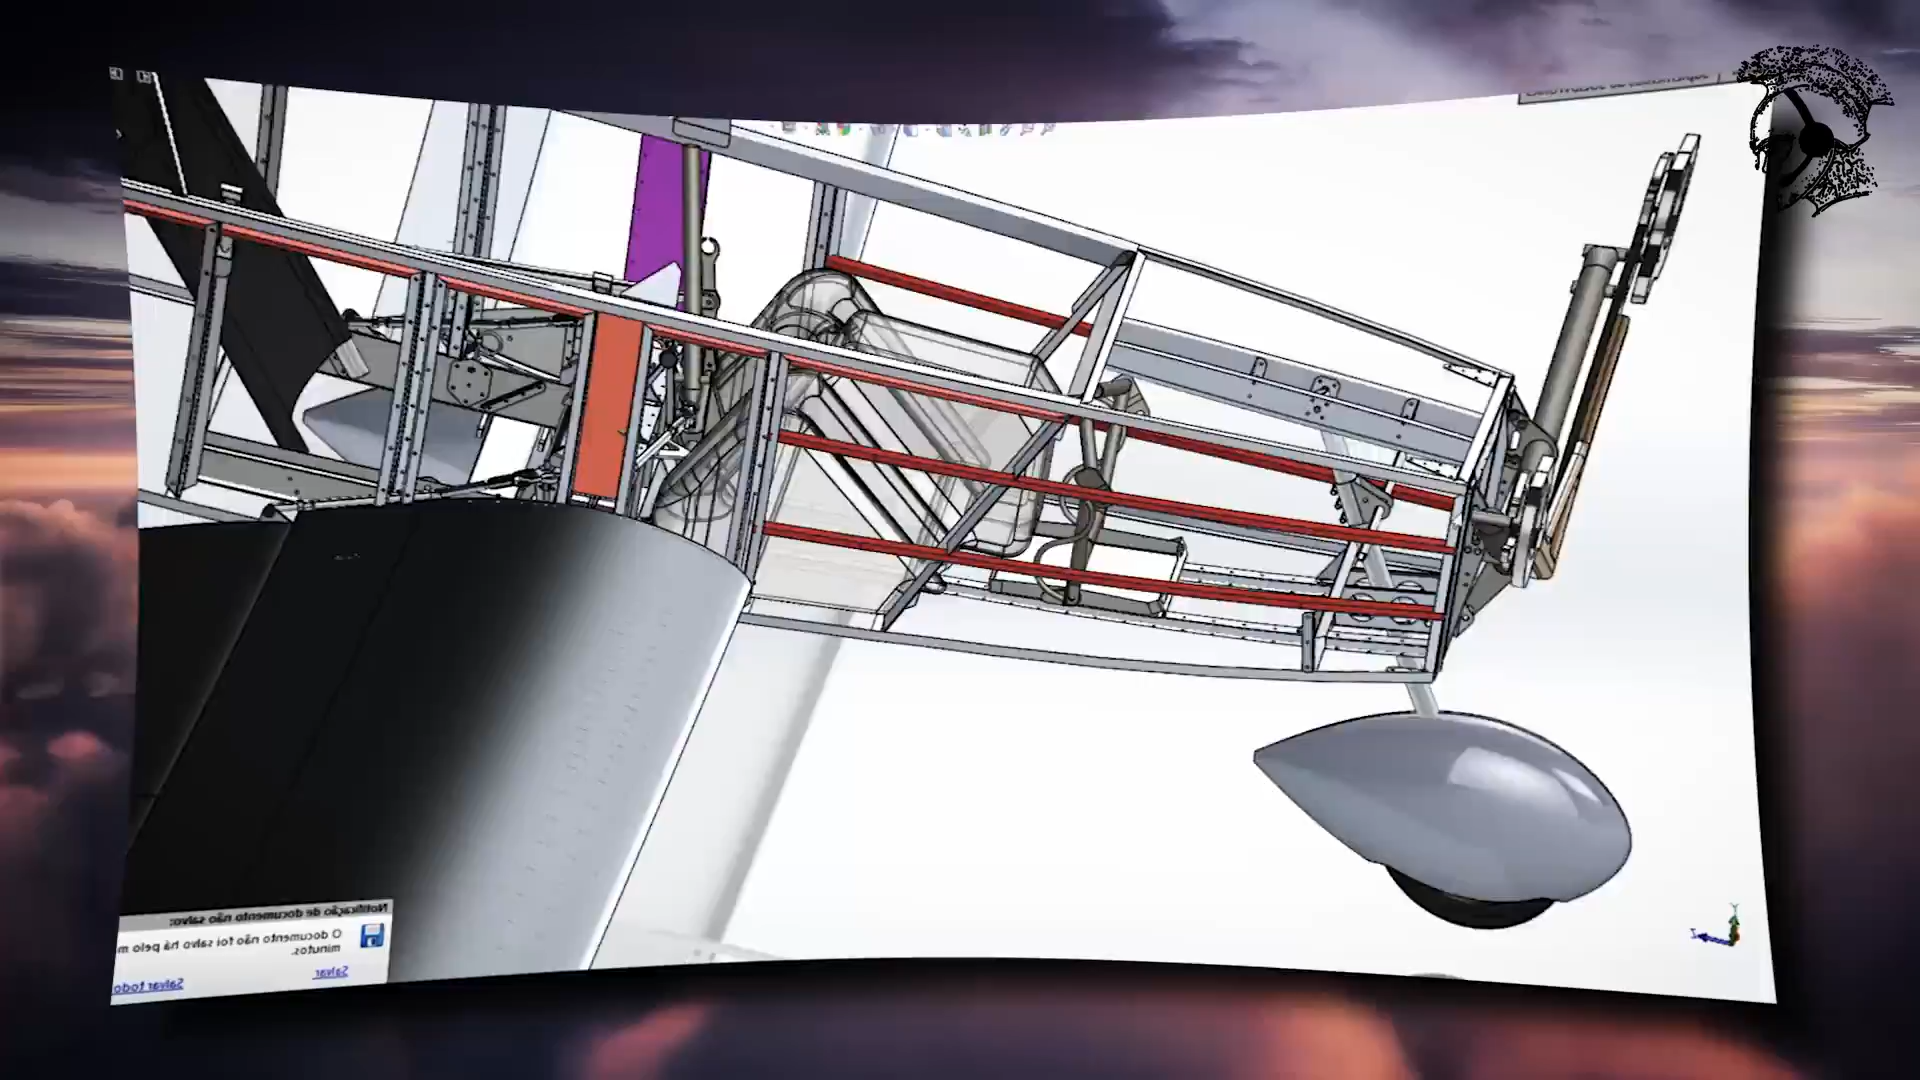 Notificação de documento não salvo:
O documento não foi salvo há pelo m
minutos.
Salvar
Salvar todo
Y
Z